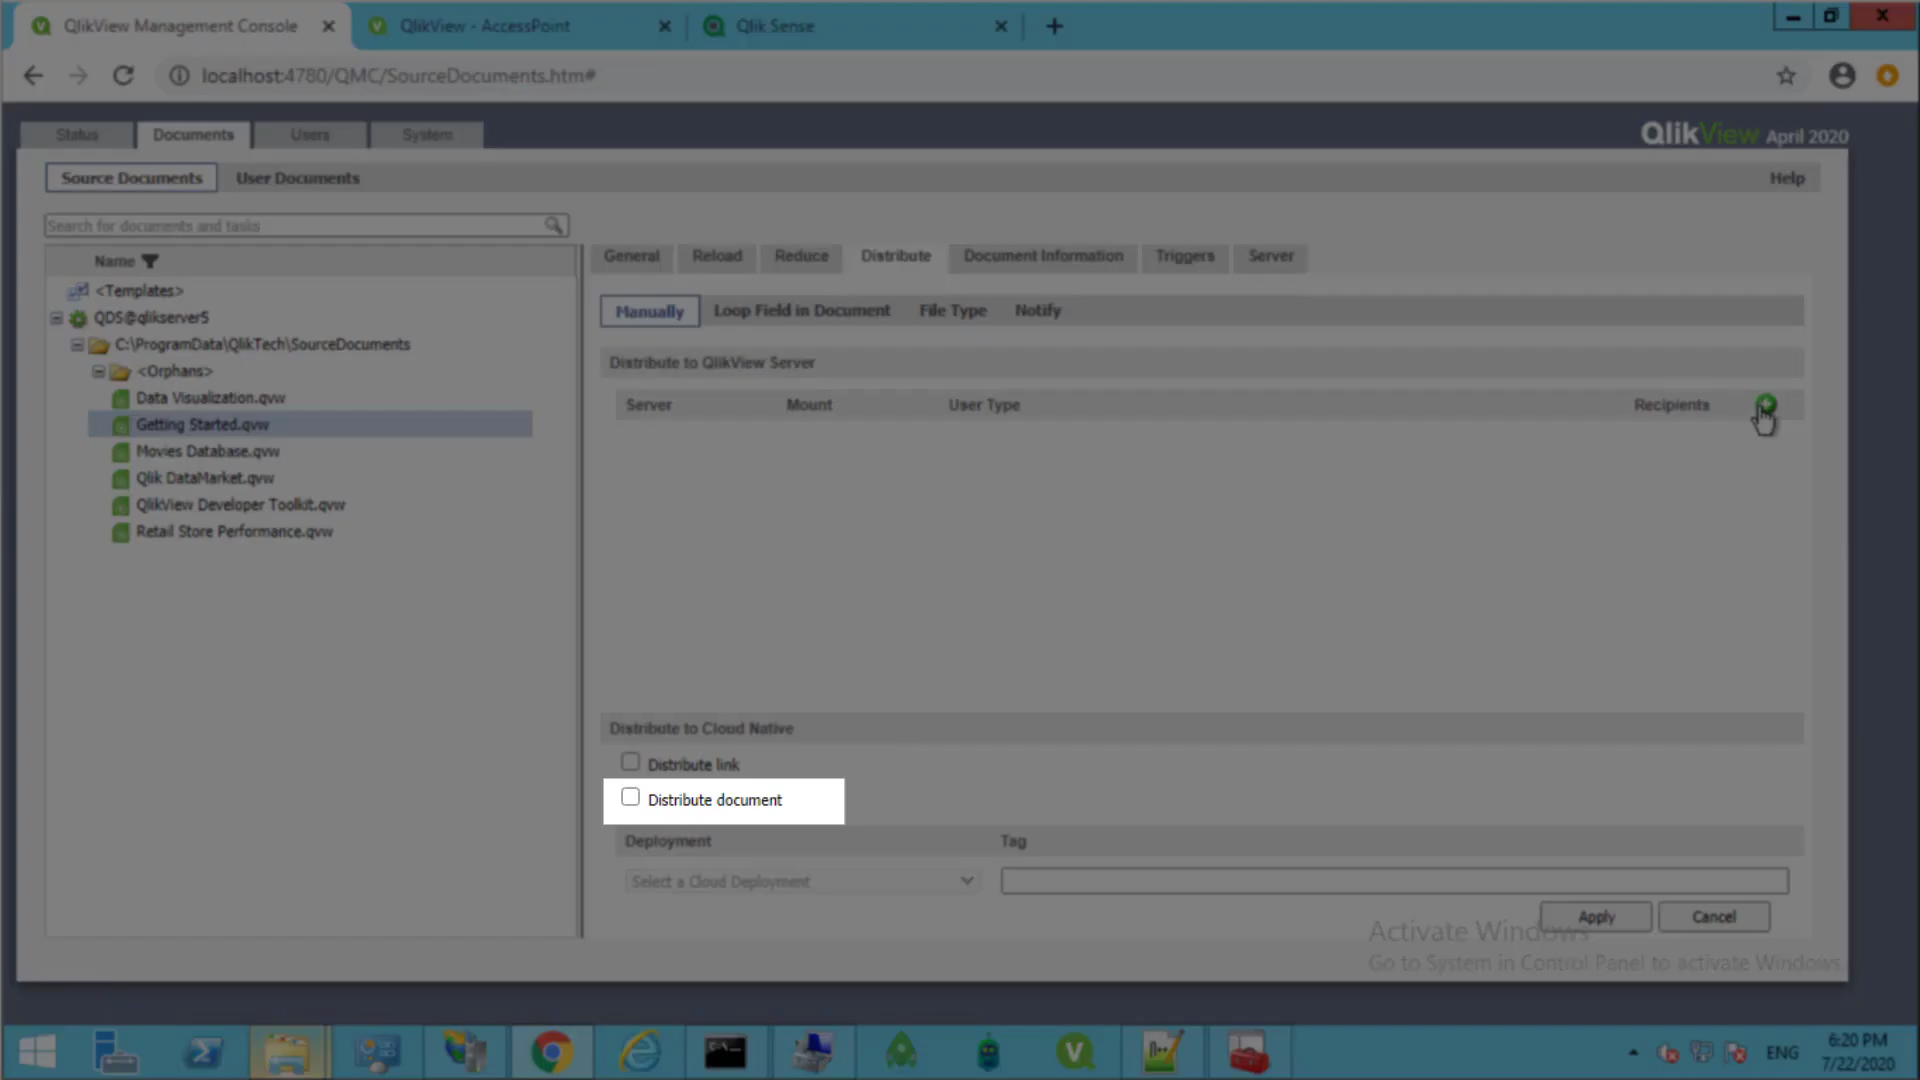 QlikView Management Console
QlikView - AccessPoint
Qlik Sense
localhost:4780/QMC/SourceDocuments.htm#
Status
Documents
Users
System
QlikView April 2020
Source Documents
User Documents
Help
Search for documents and tasks
Name
<Templates>
QDS@qlikserver5
C:\ProgramData\QlikTech\SourceDocuments
<Orphans>
Data Visualization.qvw
Getting Started.qvw
Movies Database.qvw
Qlik DataMarket.qvw
QlikView Developer Toolkit.qvw
Retail Store Performance.qvw
General
Reload
Reduce
Distribute
Document Information
Triggers
Server
Manually
Loop Field in Document
File Type
Notify
Distribute to QlikView Server
Server
Mount
User Type
Recipients
Distribute to Cloud Native
Distribute link
Distribute document
Deployment
Tag
Select a Cloud Deployment
Apply
Cancel
Activate Windows
Go to System in Control Panel to activate Windows.
N++
V
ENG
6:20 PM
7/22/2020